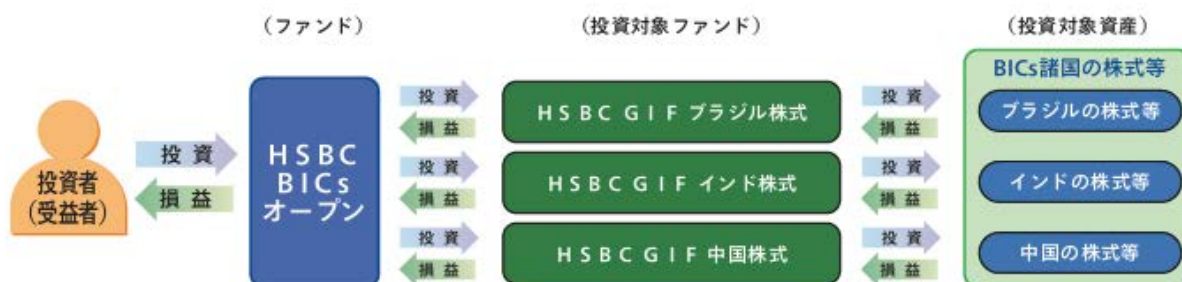 (ファンド)
(投資対象ファンド)
(投資対象資産)
投資者
(受益者)
投 資
損 益
HSBC
BICs
オープン
投 資
損 益
投 資
損 益
投 資
損 益
HSBC GIF ブラジル株式
HSBC GIF インド株式
HSBC GIF 中国株式
投 資
損 益
投 資
損 益
投 資
損 益
BICs諸国の株式等
ブラジルの株式等
インドの株式等
中国の株式等